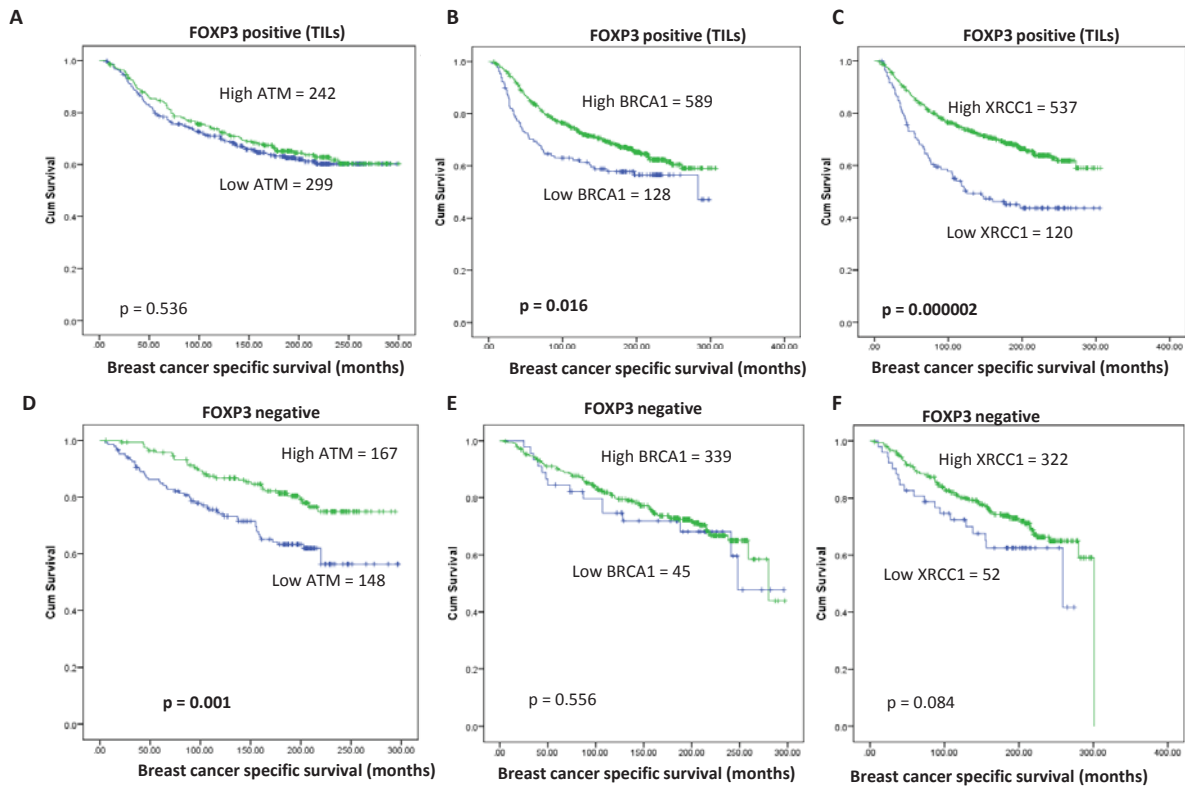 A
FOXP3 positive (TILs)
Cum Survival
1.0
0.8
0.6
0.4
0.2
0.0
High ATM = 242
Low ATM = 299
p = 0.536
.00 50.00 100.00 150.00 200.00 250.00 300.00
Breast cancer specific survival (months)
B
FOXP3 positive (TILs)
Cum Survival
1.0
0.8
0.6
0.4
0.2
0.0
High BRCA1 = 589
Low BRCA1 = 128
p = 0.016
.00 100.00 200.00 300.00 400.00
Breast cancer specific survival (months)
C
FOXP3 positive (TILs)
Cum Survival
1.0
0.8
0.6
0.4
0.2
0.0
High XRCC1 = 537
Low XRCC1 = 120
p = 0.000002
.00 100.00 200.00 300.00 400.00
Breast cancer specific survival (months)
D
FOXP3 negative
Cum Survival
1.0
0.8
0.6
0.4
0.2
0.0
High ATM = 167
Low ATM = 148
p = 0.001
.00 50.00 100.00 150.00 200.00 250.00 300.00
Breast cancer specific survival (months)
E
FOXP3 negative
Cum Survival
1.0
0.8
0.6
0.4
0.2
0.0
High BRCA1 = 339
Low BRCA1 = 45
p = 0.556
.00 50.00 100.00 150.00 200.00 250.00 300.00
Breast cancer specific survival (months)
F
FOXP3 negative
Cum Survival
1.0
0.8
0.6
0.4
0.2
0.0
High XRCC1 = 322
Low XRCC1 = 52
p = 0.084
.00 100.00 200.00 300.00 400.00
Breast cancer specific survival (months)